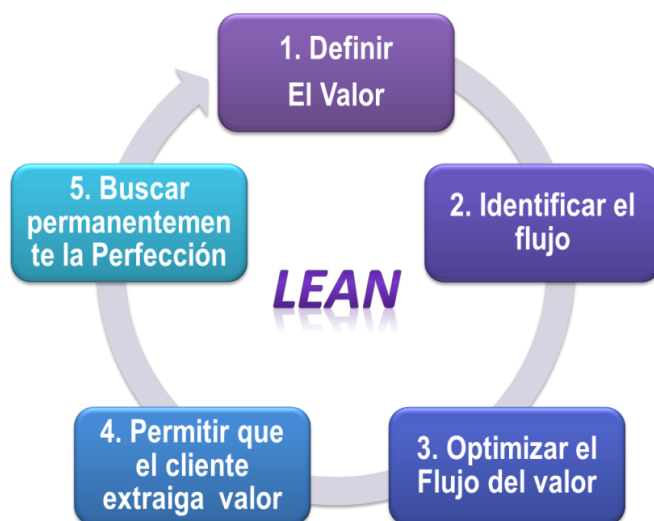 1. Definir
El Valor
2. Identificar el
flujo
3. Optimizar el
Flujo del valor
4. Permitir que
el cliente
extraiga valor
5. Buscar
permanentemen
te la Perfección
LEAN